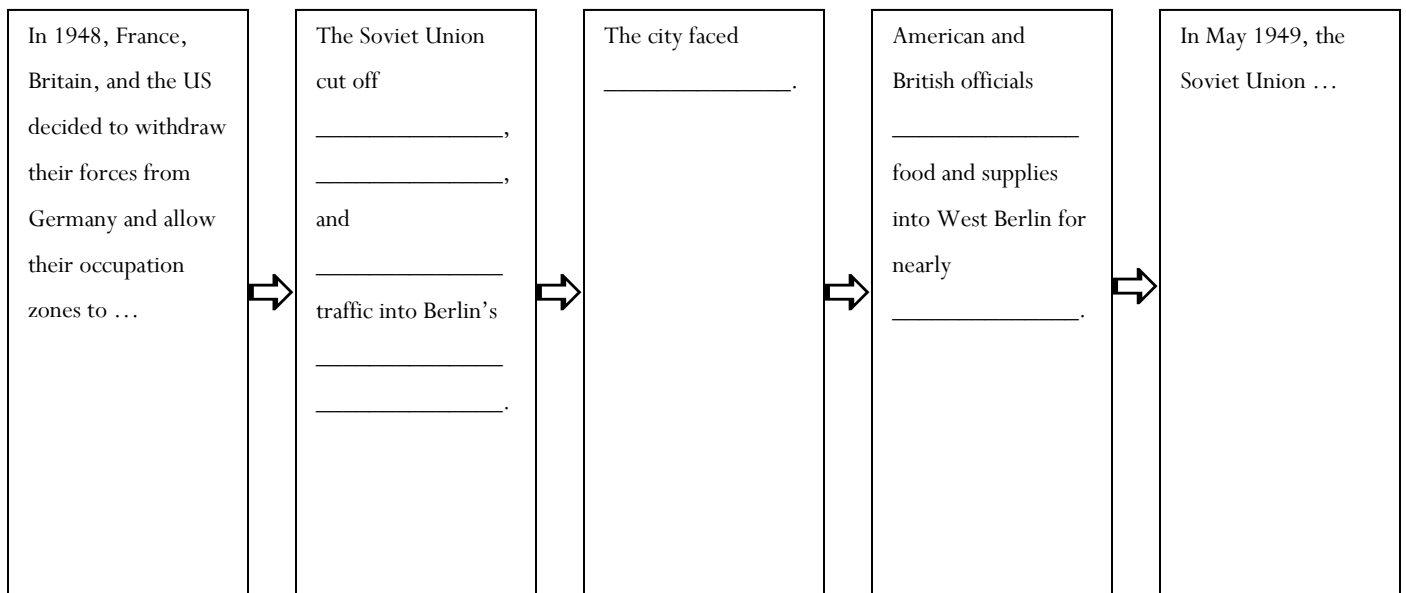 In 1948, France,
Britain, and the US
decided to withdraw
their forces from
Germany and allow
their occupation
zones to …
The Soviet Union
cut off
_______________,
_______________,
and
_______________
traffic into Berlin’s
_______________
_______________.
The city faced
_______________.
American and
British officials
_______________
food and supplies
into West Berlin for
nearly
_______________.
In May 1949, the
Soviet Union …